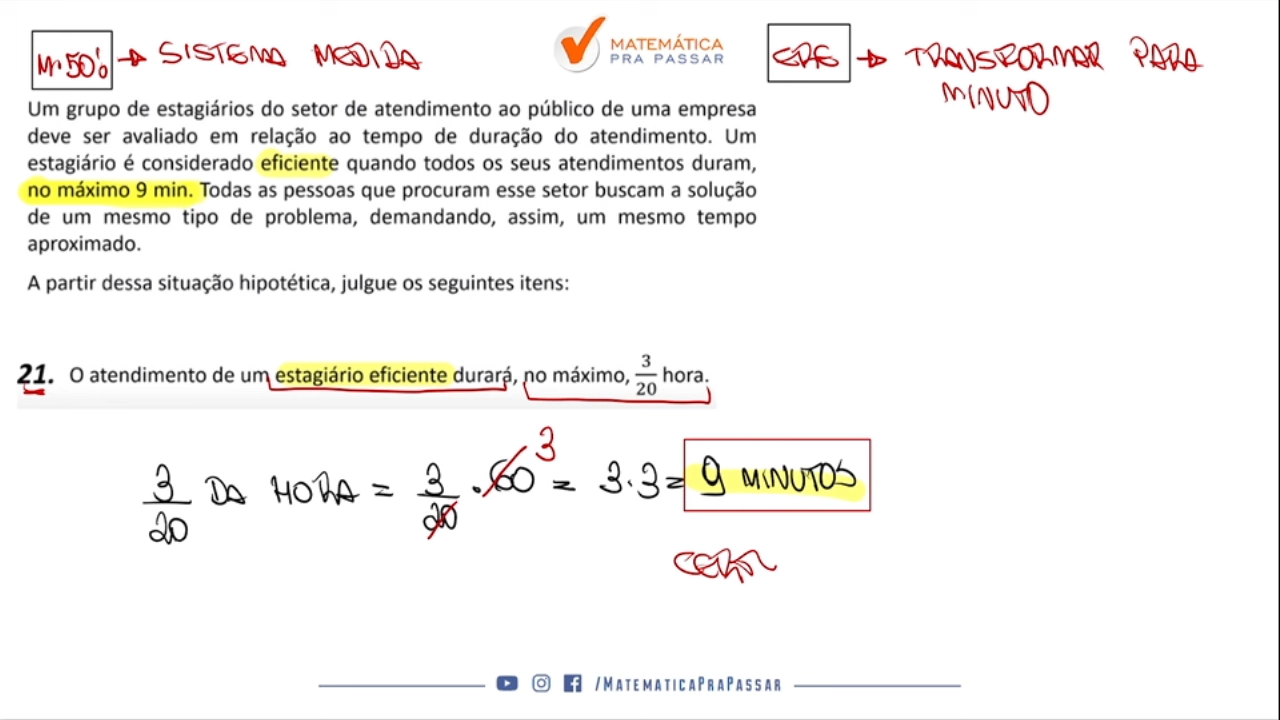 M.50% → SISTEMA MEDIDA
MATEMÁTICA
PRA PASSAR
→ TRANSFORMAR PARA
MINUTO
Um grupo de estagiários do setor de atendimento ao público de uma empresa
deve ser avaliado em relação ao tempo de duração do atendimento. Um
estagiário é considerado eficiente quando todos os seus atendimentos duram,
no máximo 9 min. Todas as pessoas que procuram esse setor buscam a solução
de um mesmo tipo de problema, demandando, assim, um mesmo tempo
aproximado.
A partir dessa situação hipotética, julgue os seguintes itens:
21. O atendimento de um estagiário eficiente durará, no máximo, 3/20 hora.
3/20 DA HORA = 3/20 . 60 3 = 3.3 = 9 MINUTOS
/MATEMATICAPRAPASSAR